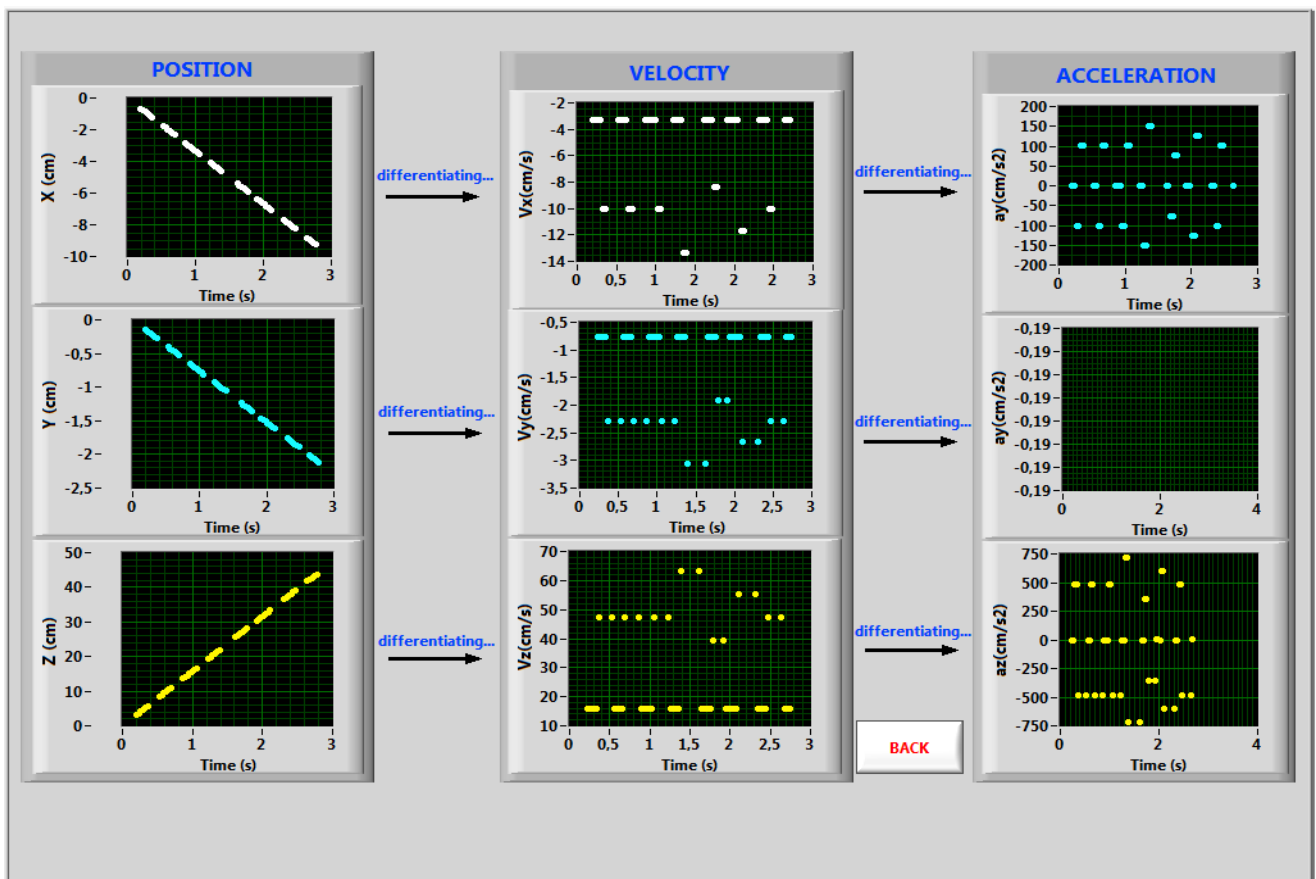 POSITION
0
-2
-4
-6
-8
-10
X (cm)
0 1 2 3
Time (s)
0
-0,5
-1
-1,5
-2
-2,5
Y (cm)
0 1 2 3
Time (s)
50
40
30
20
10
0
Z (cm)
0 1 2 3
Time (s)
differentiating...
differentiating...
differentiating...
VELOCITY
-2
-4
-6
-8
-10
-12
-14
Vx(cm/s)
0 0,5 1 2 2 2 3
Time (s)
-0,5
-1
-1,5
-2
-2,5
-3
-3,5
Vy(cm/s)
0 0,5 1 1,5 2 2,5 3
Time (s)
70
60
50
40
30
20
10
Vz(cm/s)
0 0,5 1 1,5 2 2,5 3
Time (s)
differentiating...
differentiating...
differentiating...
BACK
ACCELERATION
200
150
100
50
0
-50
-100
-150
-200
ay(cm/s2)
0 1 2 3
Time (s)
-0,19
-0,19
-0,19
-0,19
-0,19
-0,19
-0,19
-0,19
ay(cm/s2)
0 2 4
Time (s)
750
500
250
0
-250
-500
-750
az(cm/s2)
0 2 4
Time (s)